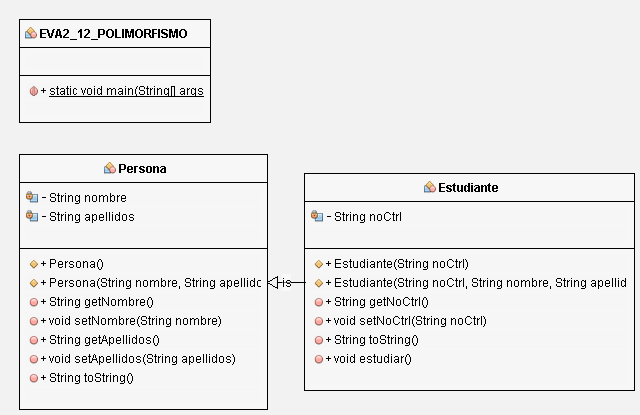 EVA2_12_POLIMORFISMO
+ static void main(String[] args
Persona
- String nombre
- String apellidos
+ Persona()
+ Persona(String nombre, String apellido
+ String getNombre()
+ void setNombre(String nombre)
+ String getApellidos()
+ void setApellidos(String apellidos)
+ String toString()
is
Estudiante
- String noCtrl
+ Estudiante(String noCtrl)
+ Estudiante(String noCtrl, String nombre, String apellid
+ String getNoCtrl()
+ void setNoCtrl(String noCtrl)
+ String toString()
+ void estudiar()